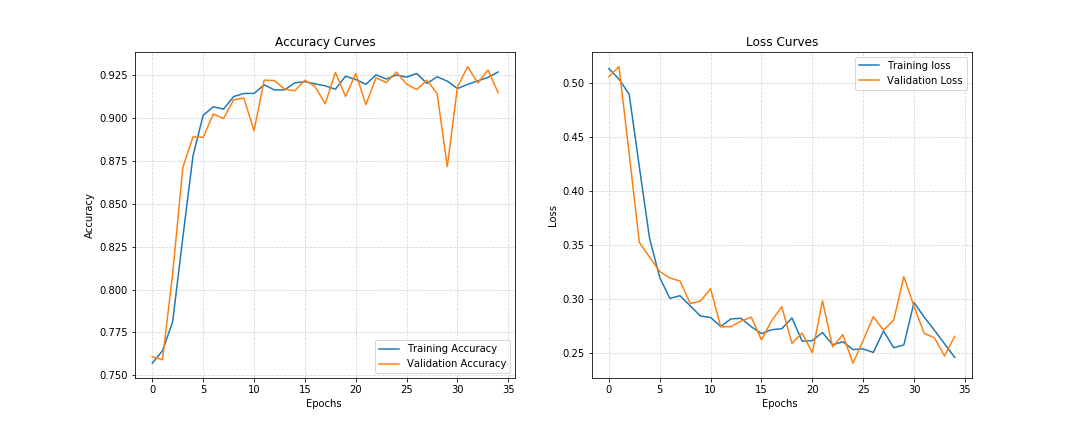 Accuracy Curves
0.925
0.900
0.875
0.850
0.825
0.800
0.775
0.750
Accuracy
0 5 10 15 20 25 30 35
Epochs
Training Accuracy
Validation Accuracy
Loss Curves
0.50
0.45
0.40
0.35
0.30
0.25
Loss
0 5 10 15 20 25 30 35
Epochs
Training loss
Validation Loss